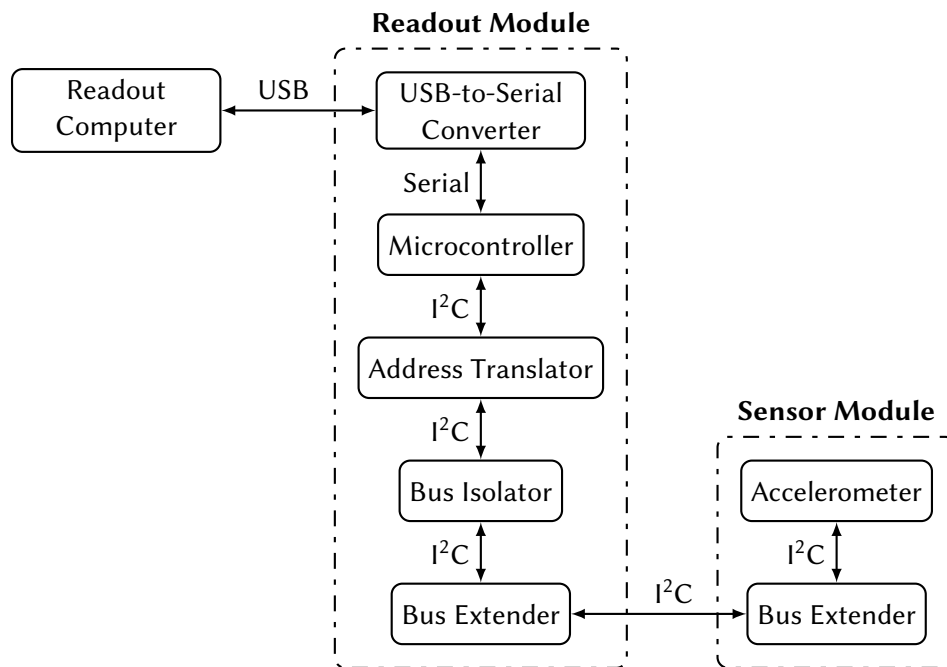 Readout Module
Readout
Computer
USB
USB-to-Serial
Converter
Serial
Microcontroller
I²C
Address Translator
I²C
Bus Isolator
I²C
Bus Extender
I²C
Sensor Module
Accelerometer
I²C
Bus Extender